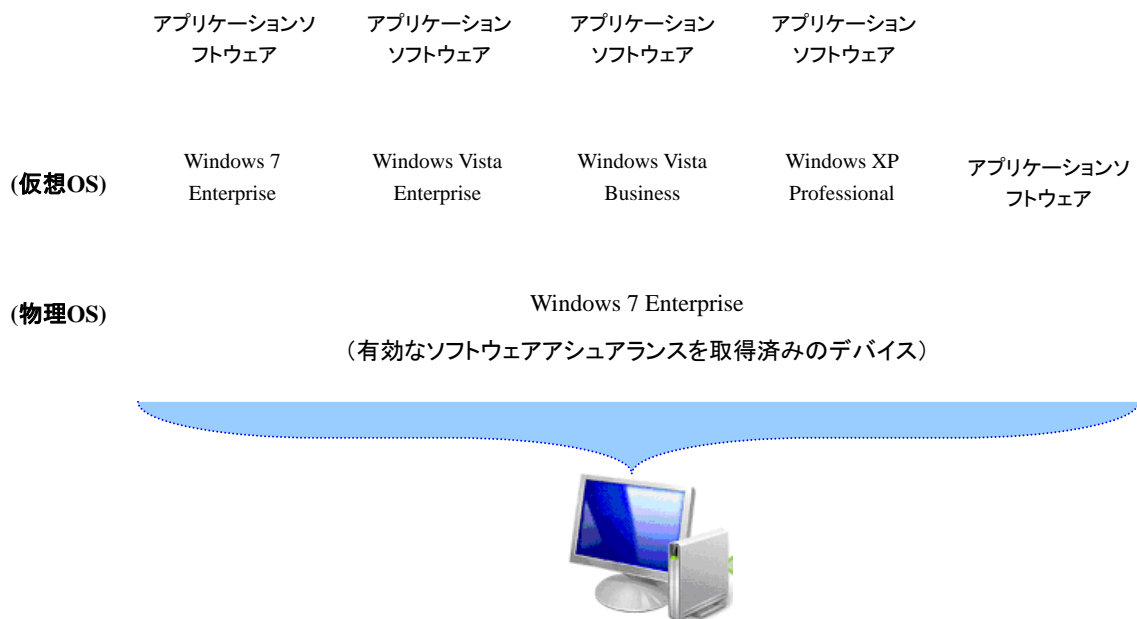 アプリケーションソ
フトウェア
アプリケーション
ソフトウェア
アプリケーション
ソフトウェア
アプリケーション
ソフトウェア
(仮想OS)
Windows 7
Enterprise
Windows Vista
Enterprise
Windows Vista
Business
Windows XP
Professional
アプリケーションソ
フトウェア
(物理OS)
Windows 7 Enterprise
（有効なソフトウェアアシュアランスを取得済みのデバイス）